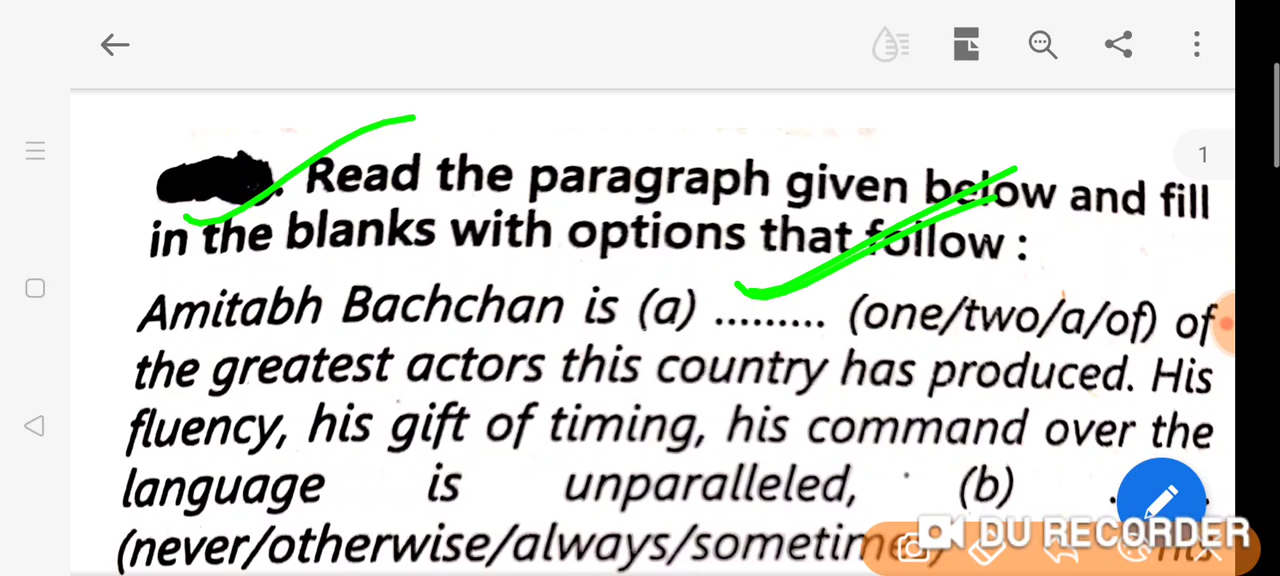 1
. Read the paragraph given below and fill
in the blanks with options that follow :
Amitabh Bachchan is (a) ......... (one/two/a/of) of
the greatest actors this country has produced. His
fluency, his gift of timing, his command over the
language is unparalleled, (b)
(never/otherwise/always/sometime
DU RECORDER